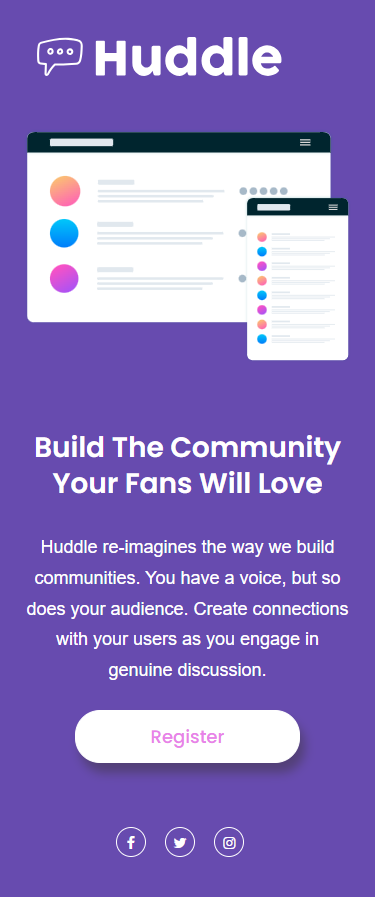 Huddle
Build The Community
Your Fans Will Love
Huddle re-imagines the way we build
communities. You have a voice, but so
does your audience. Create connections
with your users as you engage in
genuine discussion.
Register